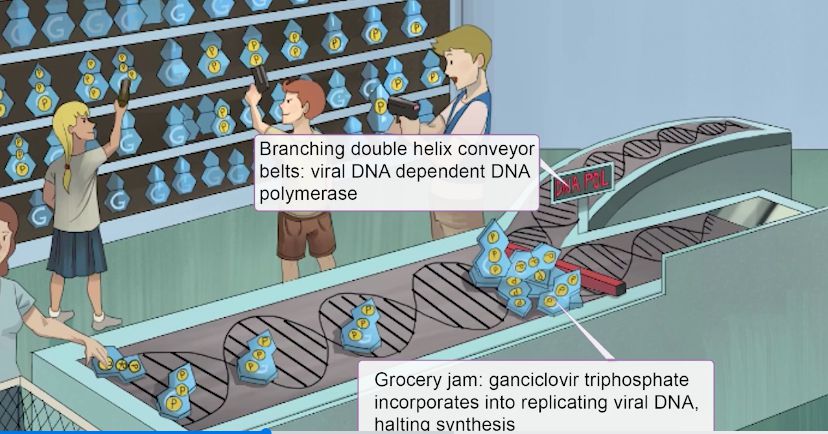 Branching double helix conveyor
belts: viral DNA dependent DNA
polymerase
DNA POL
Grocery jam: ganciclovir triphosphate
incorporates into replicating viral DNA,
halting synthesis